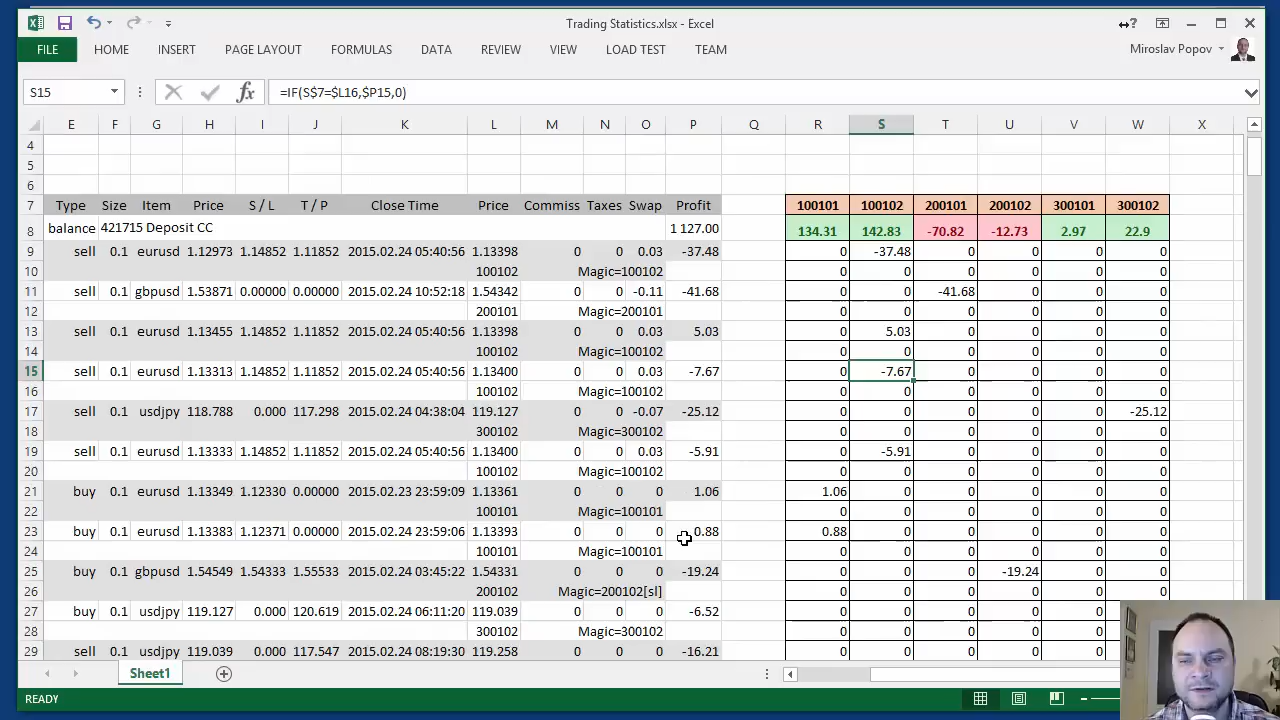 Trading Statistics.xlsx - Excel
FILE HOME INSERT PAGE LAYOUT FORMULAS DATA REVIEW VIEW LOAD TEST TEAM Miroslav Popov
S15 fx =IF(S$7=$L16,$P15,0)
E F G H I J K L M N O P Q R S T U V W X
4
5
6
7 Type Size Item Price S / L T / P Close Time Price Commiss Taxes Swap Profit 100101 100102 200101 200102 300101 300102
8 balance 421715 Deposit CC 1 127.00 134.31 142.83 -70.82 -12.73 2.97 22.9
9 sell 0.1 eurusd 1.12973 1.14852 1.11852 2015.02.24 05:40:56 1.13398 0 0 0.03 -37.48 0 -37.48 0 0 0 0
10 100102 Magic=100102 0 0 0 0 0 0
11 sell 0.1 gbpusd 1.53871 0.00000 0.00000 2015.02.24 10:52:18 1.54342 0 0 -0.11 -41.68 0 0 -41.68 0 0 0
12 200101 Magic=200101 0 0 0 0 0 0
13 sell 0.1 eurusd 1.13455 1.14852 1.11852 2015.02.24 05:40:56 1.13398 0 0 0.03 5.03 0 5.03 0 0 0 0
14 100102 Magic=100102 0 0 0 0 0 0
15 sell 0.1 eurusd 1.13313 1.14852 1.11852 2015.02.24 05:40:56 1.13400 0 0 0.03 -7.67 0 -7.67 0 0 0 0
16 100102 Magic=100102 0 0 0 0 0 0
17 sell 0.1 usdjpy 118.788 0.000 117.298 2015.02.24 04:38:04 119.127 0 0 -0.07 -25.12 0 0 0 0 0 -25.12
18 300102 Magic=300102 0 0 0 0 0 0
19 sell 0.1 eurusd 1.13333 1.14852 1.11852 2015.02.24 05:40:56 1.13400 0 0 0.03 -5.91 0 -5.91 0 0 0 0
20 100102 Magic=100102 0 0 0 0 0 0
21 buy 0.1 eurusd 1.13349 1.12330 0.00000 2015.02.23 23:59:09 1.13361 0 0 0 1.06 1.06 0 0 0 0 0
22 100101 Magic=100101 0 0 0 0 0 0
23 buy 0.1 eurusd 1.13383 1.12371 0.00000 2015.02.24 23:59:06 1.13393 0 0 0 0.88 0.88 0 0 0 0 0
24 100101 Magic=100101 0 0 0 0 0 0
25 buy 0.1 gbpusd 1.54549 1.54333 1.55533 2015.02.24 03:45:22 1.54331 0 0 0 -19.24 0 0 0 -19.24 0 0
26 200102 Magic=200102[sl] 0 0 0 0 0 0
27 buy 0.1 usdjpy 119.127 0.000 120.619 2015.02.24 06:11:20 119.039 0 0 0 -6.52 0 0 0 0 0 0
28 300102 Magic=300102 0 0 0 0 0
29 sell 0.1 usdjpy 119.039 0.000 117.547 2015.02.24 08:19:30 119.258 0 0 0 -16.21 0 0 0 0 0
Sheet1
READY